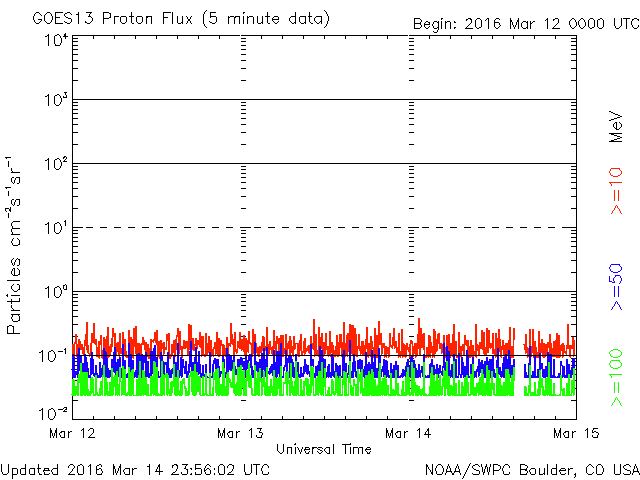 GOES13 Proton Flux (5 minute data)
Begin: 2016 Mar 12 0000 UTC
Particles cm⁻²s⁻¹sr⁻¹
10⁴
10³
10²
10¹
10⁰
10⁻¹
10⁻²
MeV
>=10
>=50
>=100
Mar 12
Mar 13
Mar 14
Mar 15
Universal Time
Updated 2016 Mar 14 23:56:02 UTC
NOAA/SWPC Boulder, CO USA